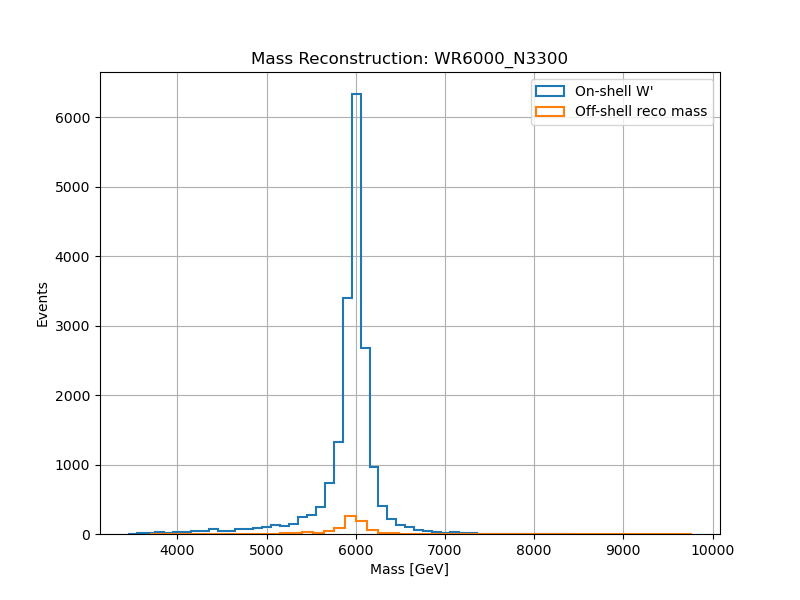 Mass Reconstruction: WR6000_N3300
On-shell W'
Off-shell reco mass
Events
6000
5000
4000
3000
2000
1000
0
4000 5000 6000 7000 8000 9000 10000
Mass [GeV]